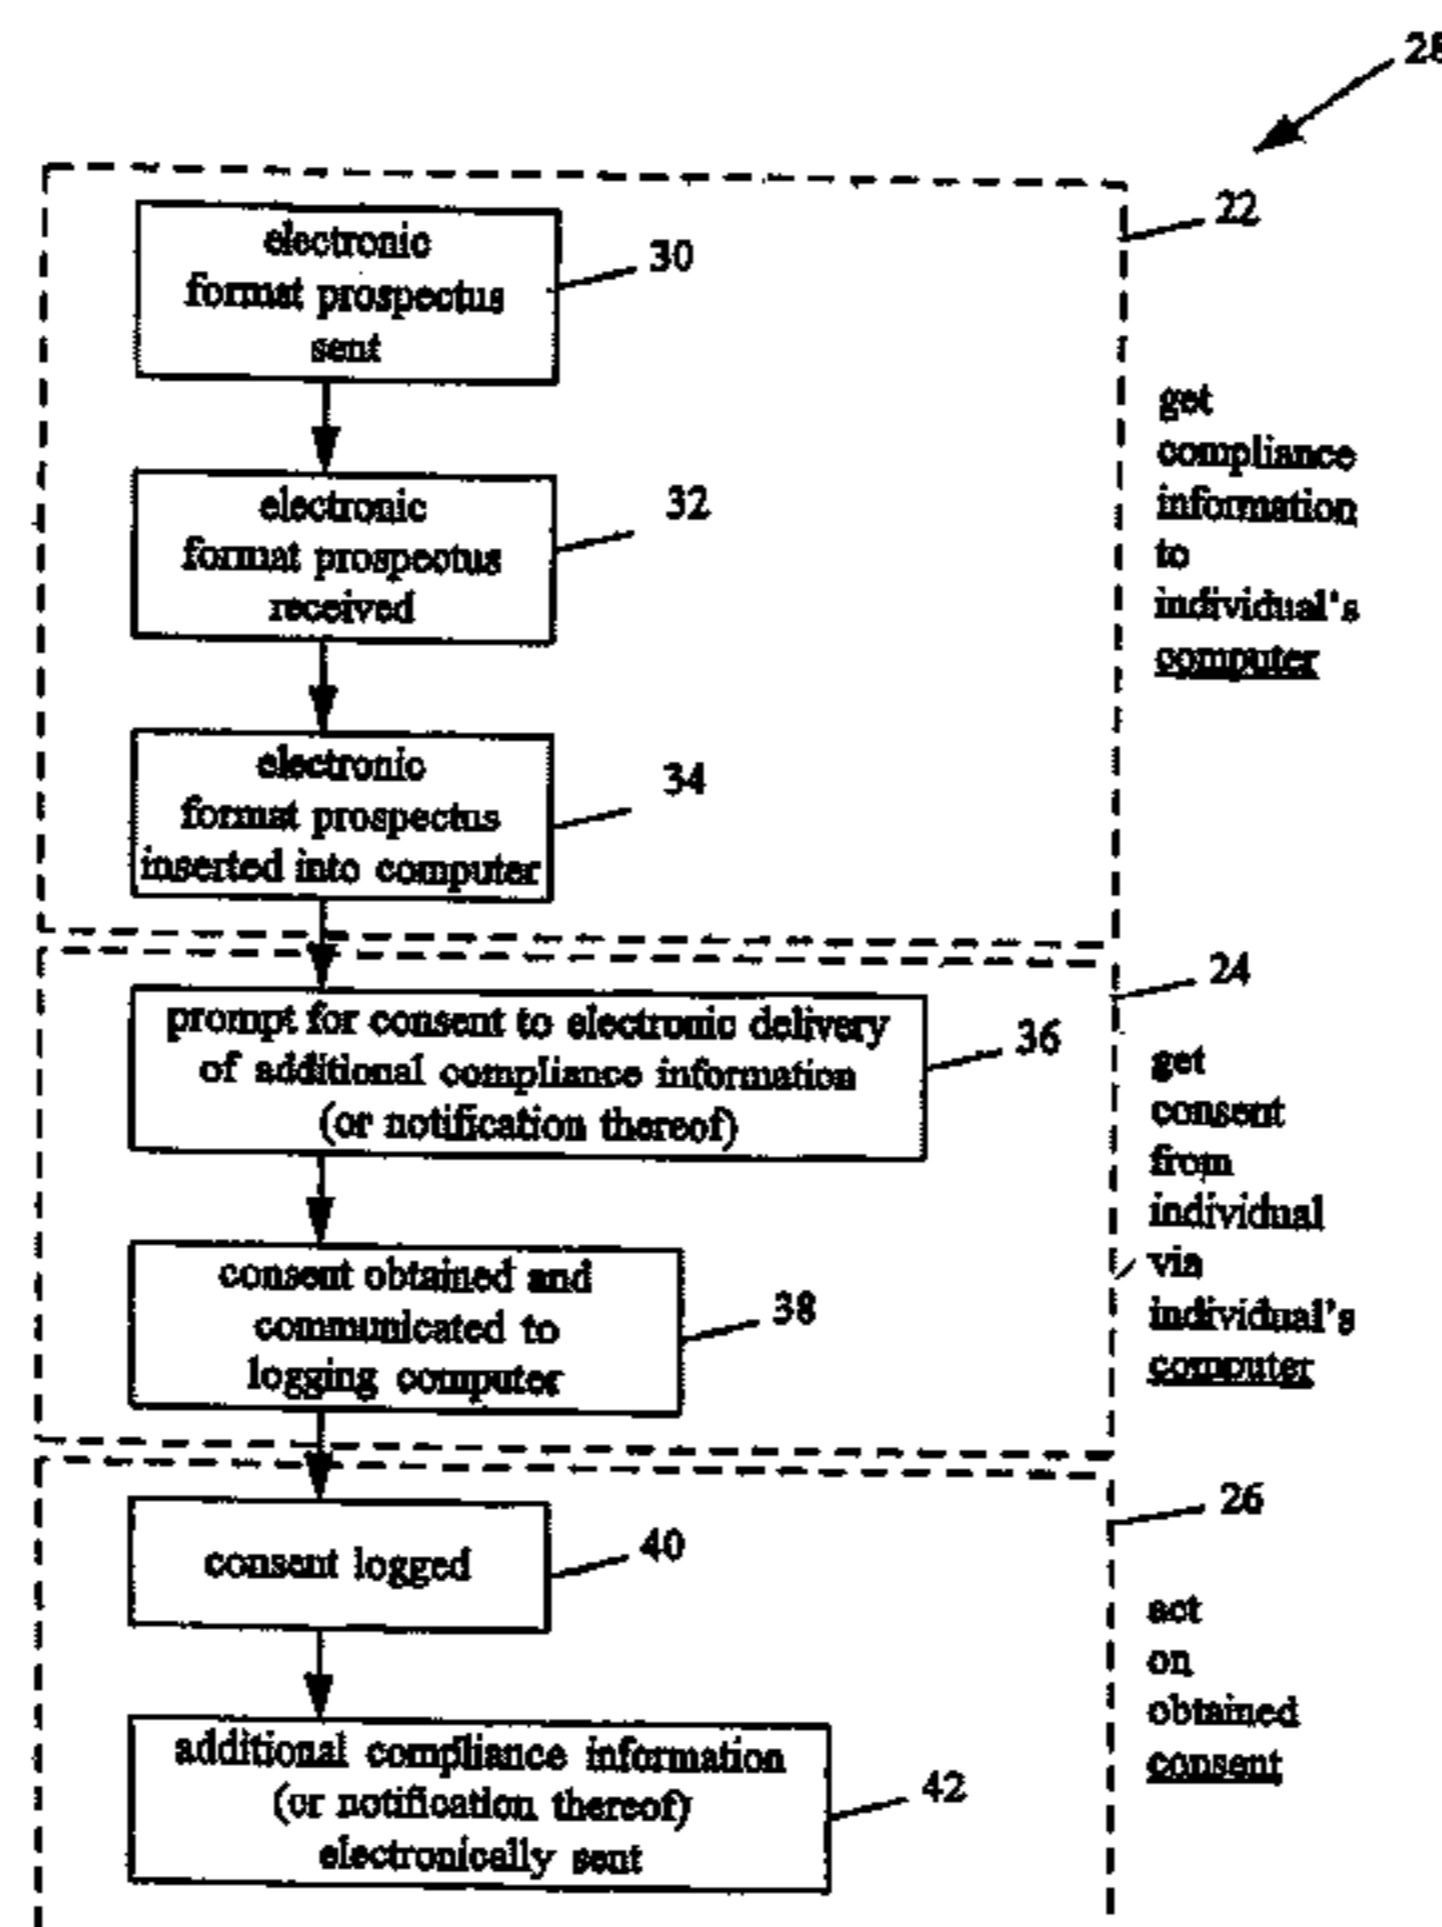 28
22
electronic
format prospectus
sent
30
electronic
format prospectus
received
32
electronic
format prospectus
inserted into computer
34
get
compliance
information
to
individual's
computer
24
prompt for consent to electronic delivery
of additional compliance information
(or notification thereof)
36
consent obtained and
communicated to
logging computer
38
get
consent
from
individual
via
individual's
computer
26
consent logged
40
additional compliance information
(or notification thereof)
electronically sent
42
act
on
obtained
consent